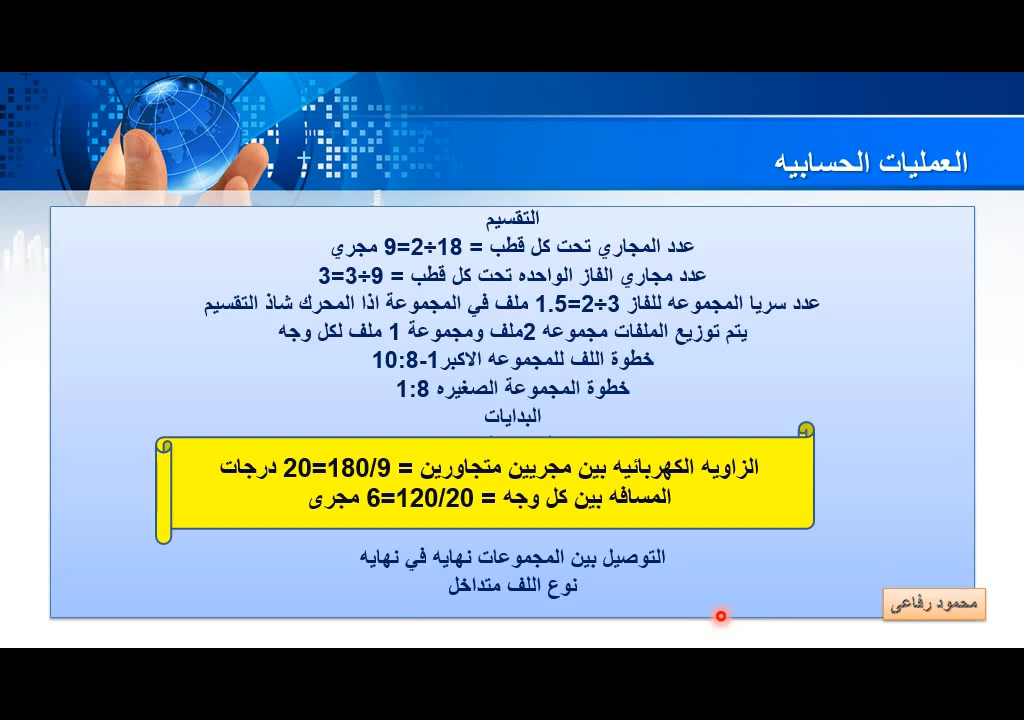 العمليات الحسابيه
التقسيم
عدد المجاري تحت كل قطب = 18÷2=9 مجري
عدد مجاري الفاز الواحده تحت كل قطب = 9÷3=3
عدد سريا المجموعه للفاز 3÷2=1.5 ملف في المجموعة اذا المحرك شاذ التقسيم
يتم توزيع الملفات مجموعه 2ملف ومجموعة 1 ملف لكل وجه
خطوة اللف للمجموعه الاكبر1-10:8
خطوة المجموعة الصغيره 1:8
البدايات
الزاويه الكهربائيه بين مجريين متجاورين = 180/9=20 درجات
المسافه بين كل وجه = 120/20=6 مجرى
التوصيل بين المجموعات نهايه في نهايه
نوع اللف متداخل
محمود رفاعى